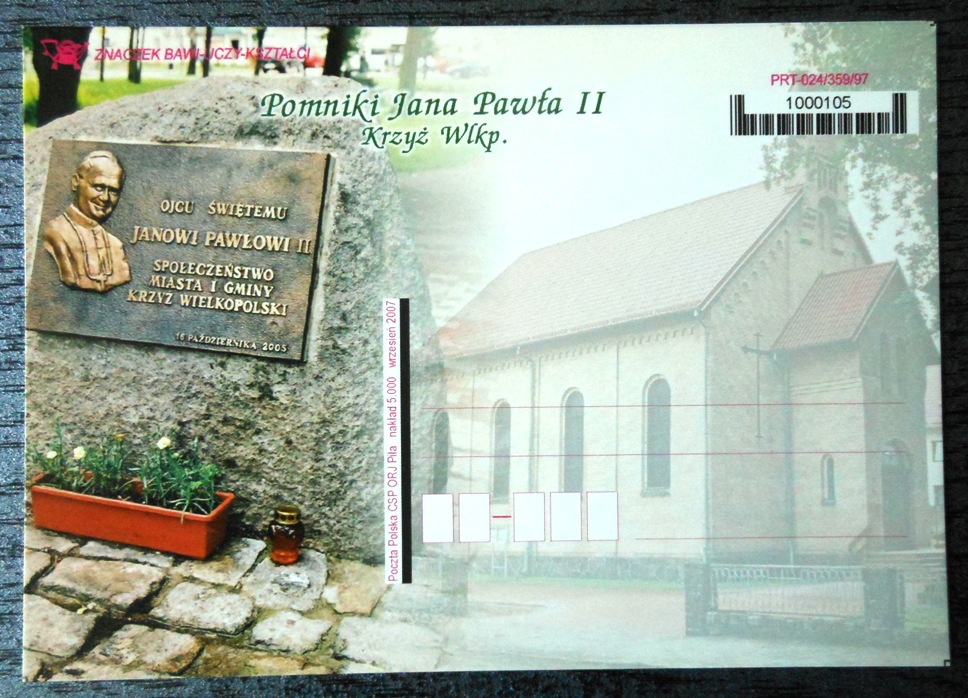 ZNACZEK BAWI-UCZY-KSZTAŁCI
Pomniki Jana Pawła II
Krzyż Wlkp.
PRT-024/359/97
1000105
OJCU ŚWIĘTEMU
JANOWI PAWŁOWI II
SPOŁECZEŃSTWO
MIASTA I GMINY
KRZYŻ WIELKOPOLSKI
16 PAŹDZIERNIKA 2005
Poczta Polska CSP ORJ Piła nakład 5.000 wrzesień 2007